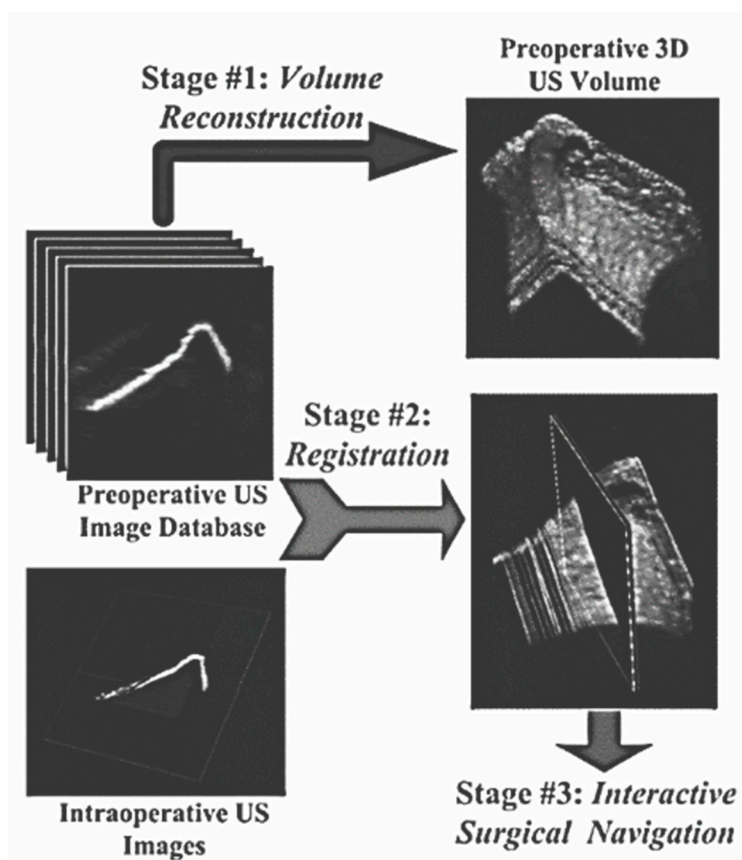 Stage #1: Volume
Reconstruction
Preoperative 3D
US Volume
Stage #2:
Registration
Preoperative US
Image Database
Intraoperative US
Images
Stage #3: Interactive
Surgical Navigation